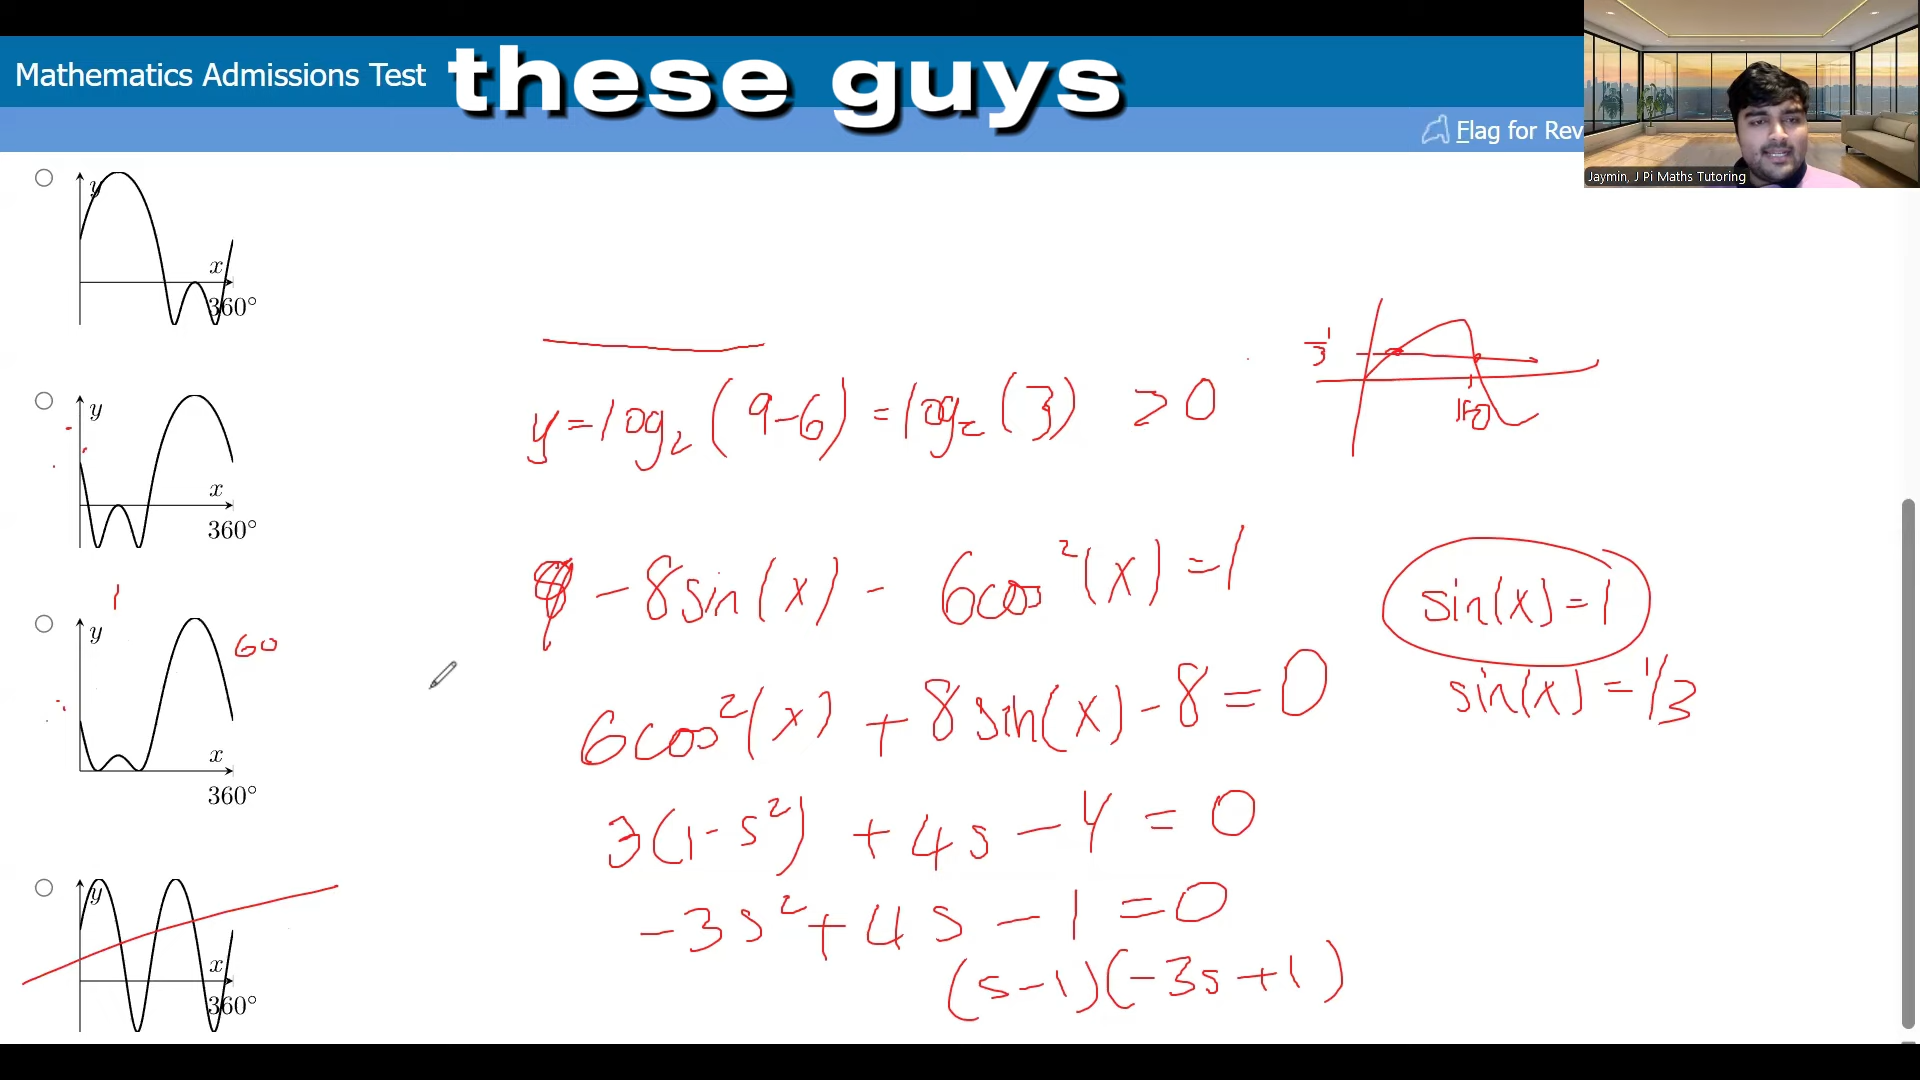 Mathematics Admissions Test
these guys
Flag for Rev
Jaymin, J Pi Maths Tutoring
y
x
360°
y
x
360°
y
x
360°
y
x
360°
1
60
y = log₂ (9-6) = log₂ (3) ≥ 0
1/3
180
9 - 8sin(x) - 6cos²(x) = 1
6cos²(x) + 8sin(x) - 8 = 0
3(1-s²) + 4s - 4 = 0
-3s² + 4s - 1 = 0
(s-1)(-3s+1)
sin(x) = 1
sin(x) = 1/3